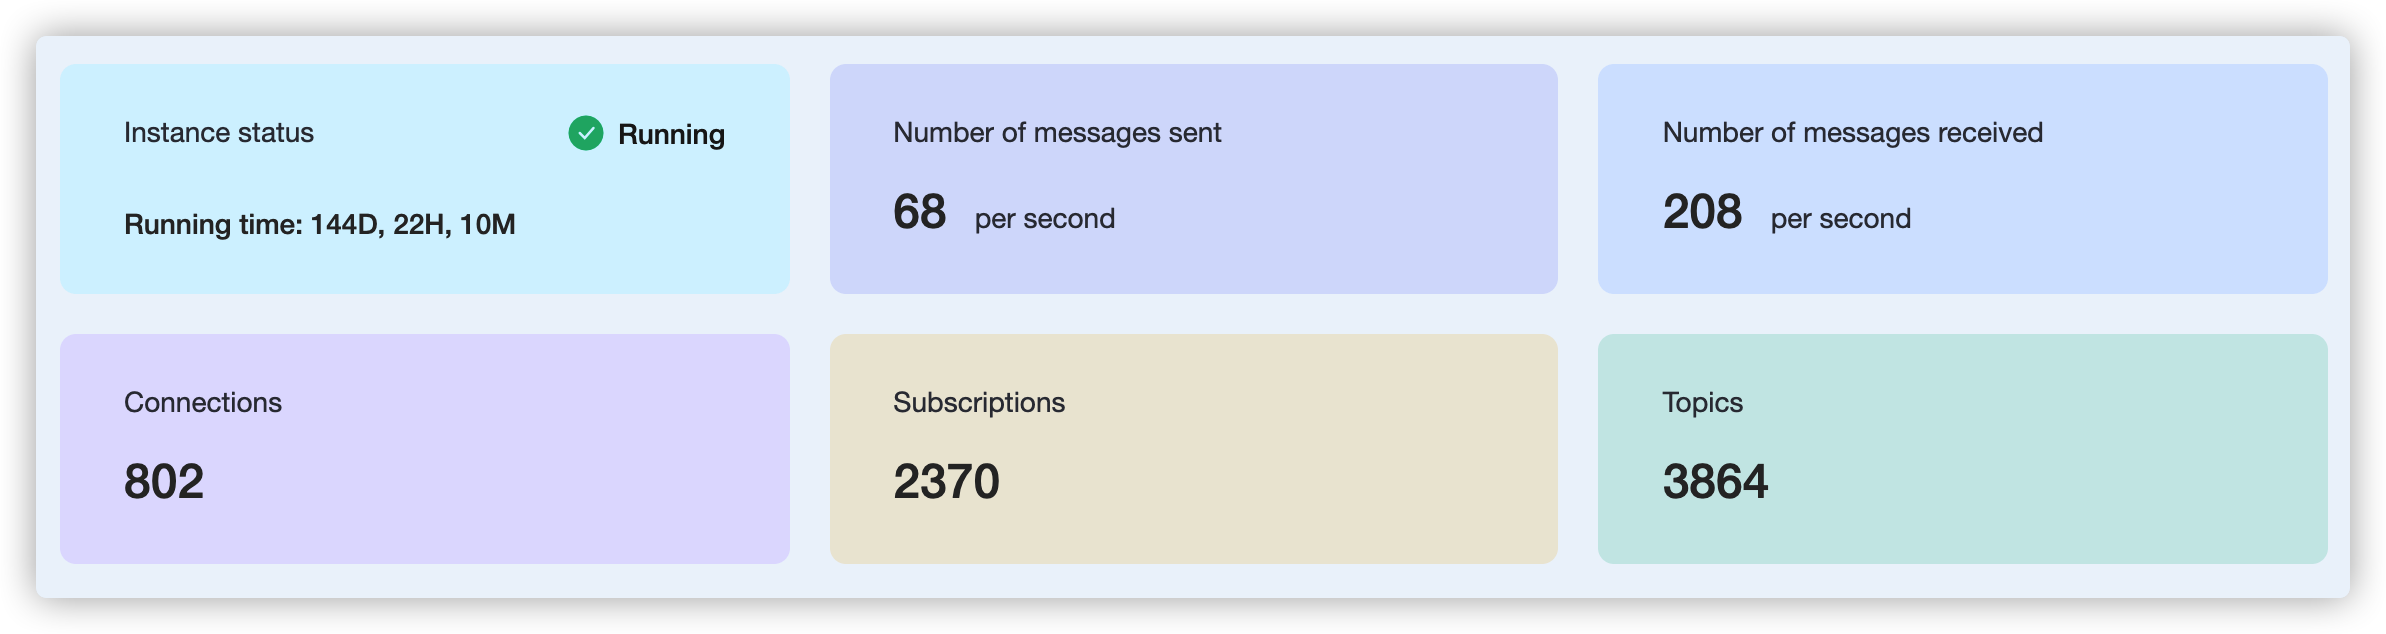 Instance status
Running
Running time: 144D, 22H, 10M
Number of messages sent
68 per second
Number of messages received
208 per second
Connections
802
Subscriptions
2370
Topics
3864